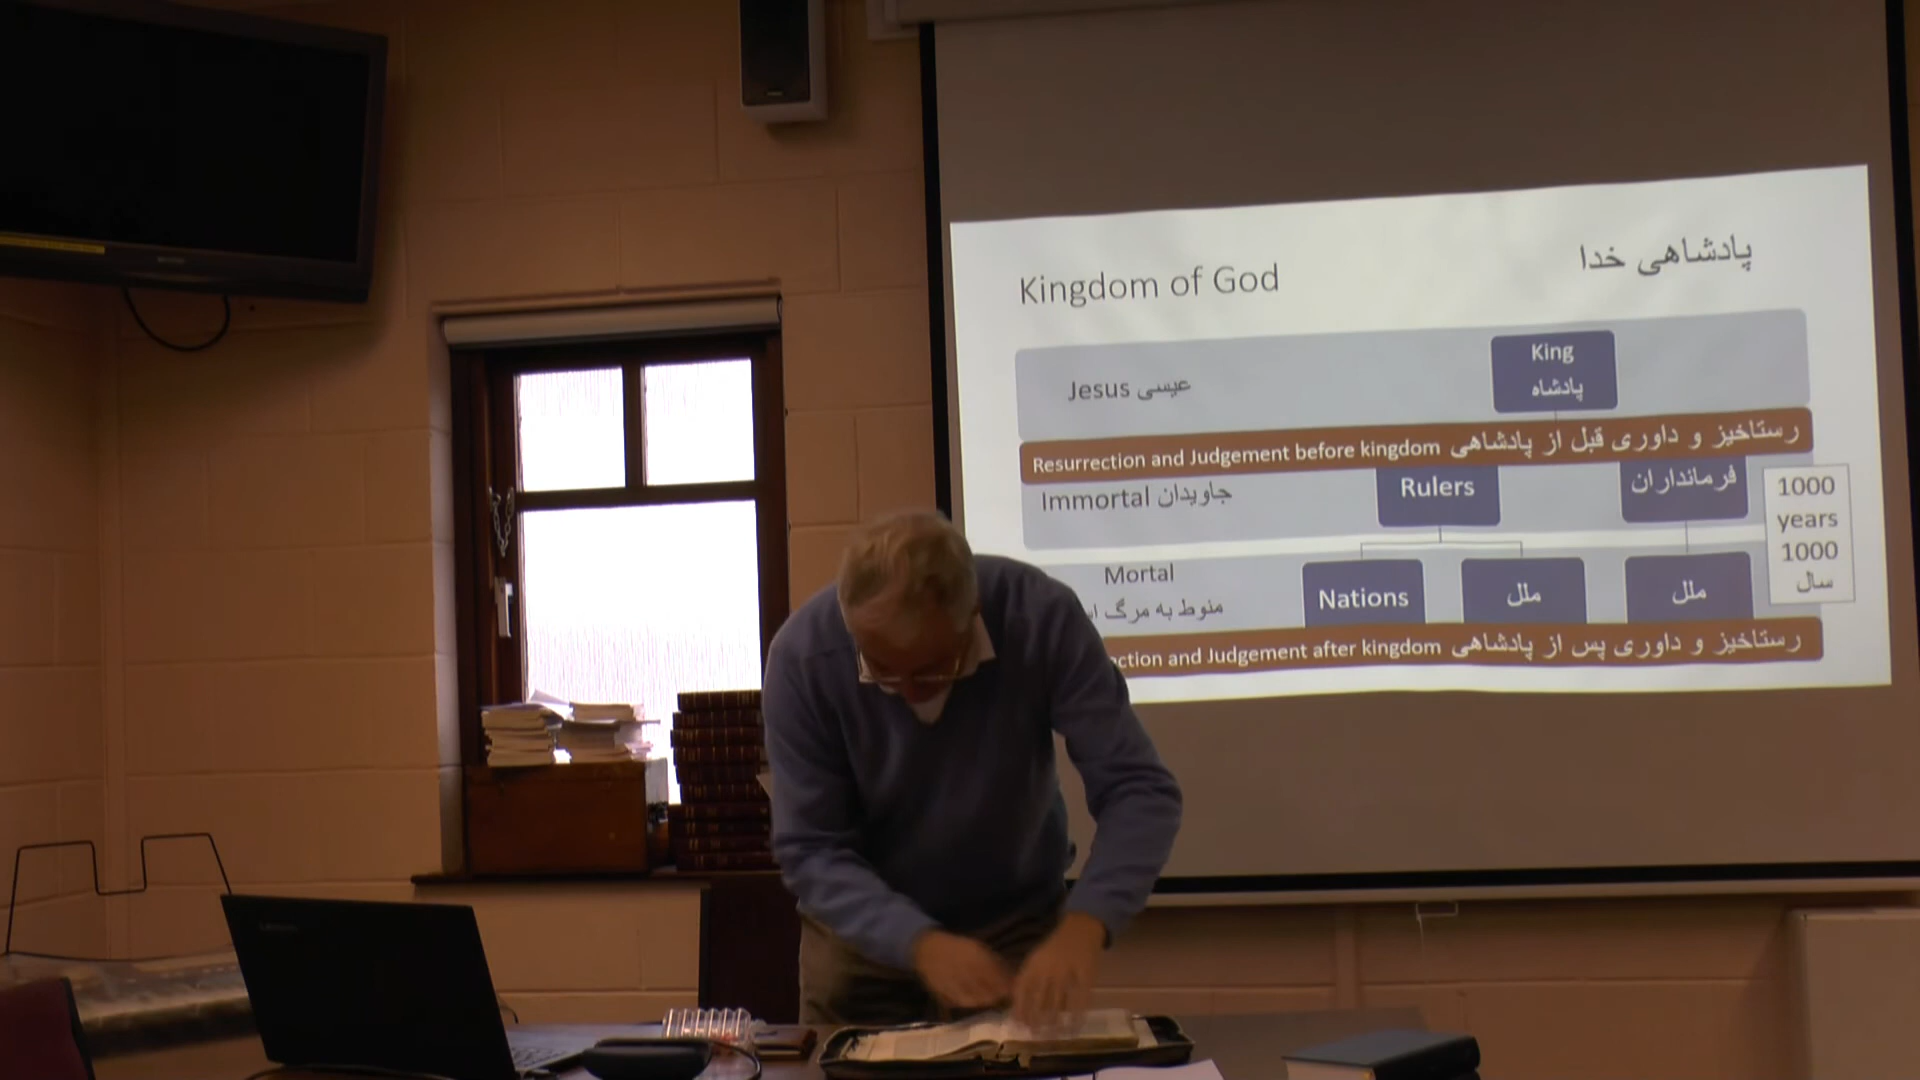 Kingdom of God
پادشاهی خدا
King
پادشاه
Jesus عیسی
Resurrection and Judgement before kingdom رستاخیز و داوری قبل از پادشاهی
Immortal جاویدان
Rulers
فرمانداران
1000
years
1000
سال
Mortal
منوط به مرگ
Nations
ملل
ملل
and Judgement after kingdom رستاخیز و داوری پس از پادشاهی